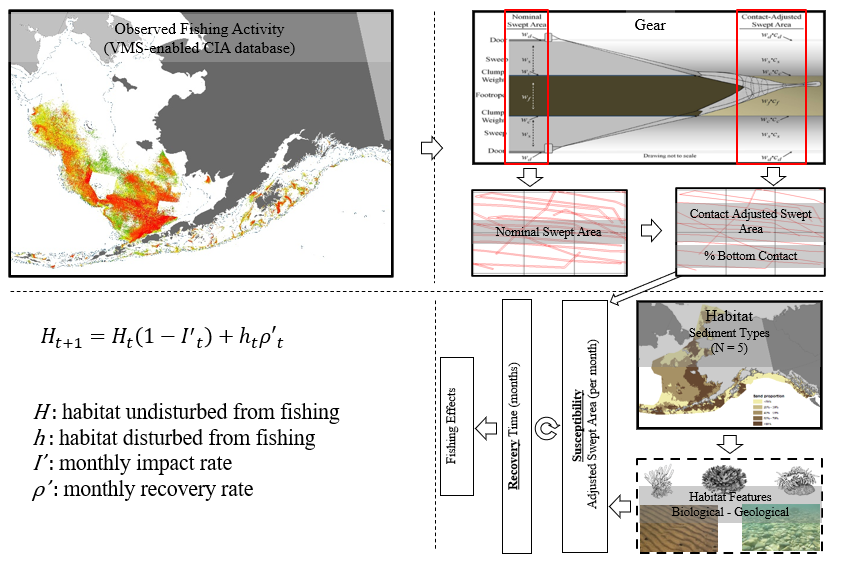 Observed Fishing Activity
(VMS-enabled CIA database)
Nominal
Swept Area
Gear
Contact-Adjusted
Swept Area
Door
Sweep
Clump
Weight
Footrope
Clump
Weight
Sweep
Door
Drawing not to scale
Nominal Swept Area
Contact Adjusted Swept
Area
% Bottom Contact
H_{t+1} = H_t(1 − I'_t) + h_tρ'_t
H: habitat undisturbed from fishing
h: habitat disturbed from fishing
I′: monthly impact rate
ρ′: monthly recovery rate
Fishing Effects
Recovery Time (months)
Susceptibility
Adjusted Swept Area (per month)
Habitat
Sediment Types
(N = 5)
Sand proportion
Habitat Features
Biological - Geological